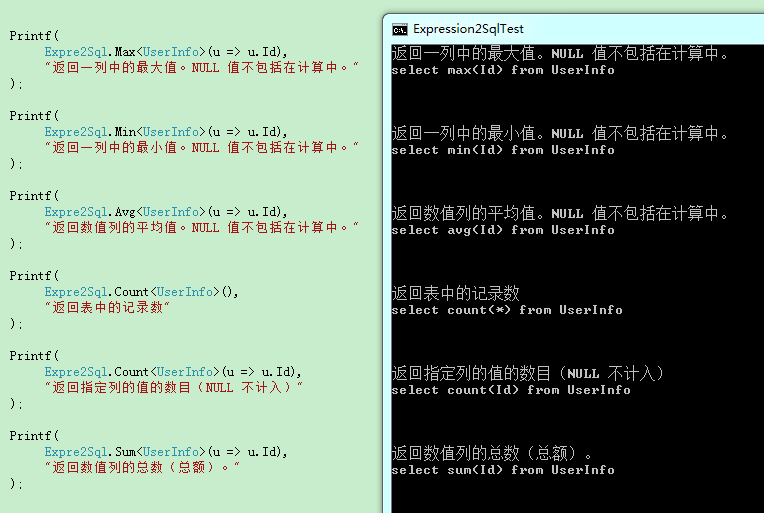 Printf(
Expre2Sql.Max<UserInfo>(u => u.Id),
"返回一列中的最大值。NULL 值不包括在计算中。"
);
Printf(
Expre2Sql.Min<UserInfo>(u => u.Id),
"返回一列中的最小值。NULL 值不包括在计算中。"
);
Printf(
Expre2Sql.Avg<UserInfo>(u => u.Id),
"返回数值列的平均值。NULL 值不包括在计算中。"
);
Printf(
Expre2Sql.Count<UserInfo>(),
"返回表中的记录数"
);
Printf(
Expre2Sql.Count<UserInfo>(u => u.Id),
"返回指定列的值的数目（NULL 不计入）"
);
Printf(
Expre2Sql.Sum<UserInfo>(u => u.Id),
"返回数值列的总数（总额）。"
);
C:\. Expression2SqlTest
返回一列中的最大值。NULL 值不包括在计算中。
select max(Id) from UserInfo
返回一列中的最小值。NULL 值不包括在计算中。
select min(Id) from UserInfo
返回数值列的平均值。NULL 值不包括在计算中。
select avg(Id) from UserInfo
返回表中的记录数
select count(*) from UserInfo
返回指定列的值的数目（NULL 不计入）
select count(Id) from UserInfo
返回数值列的总数（总额）。
select sum(Id) from UserInfo